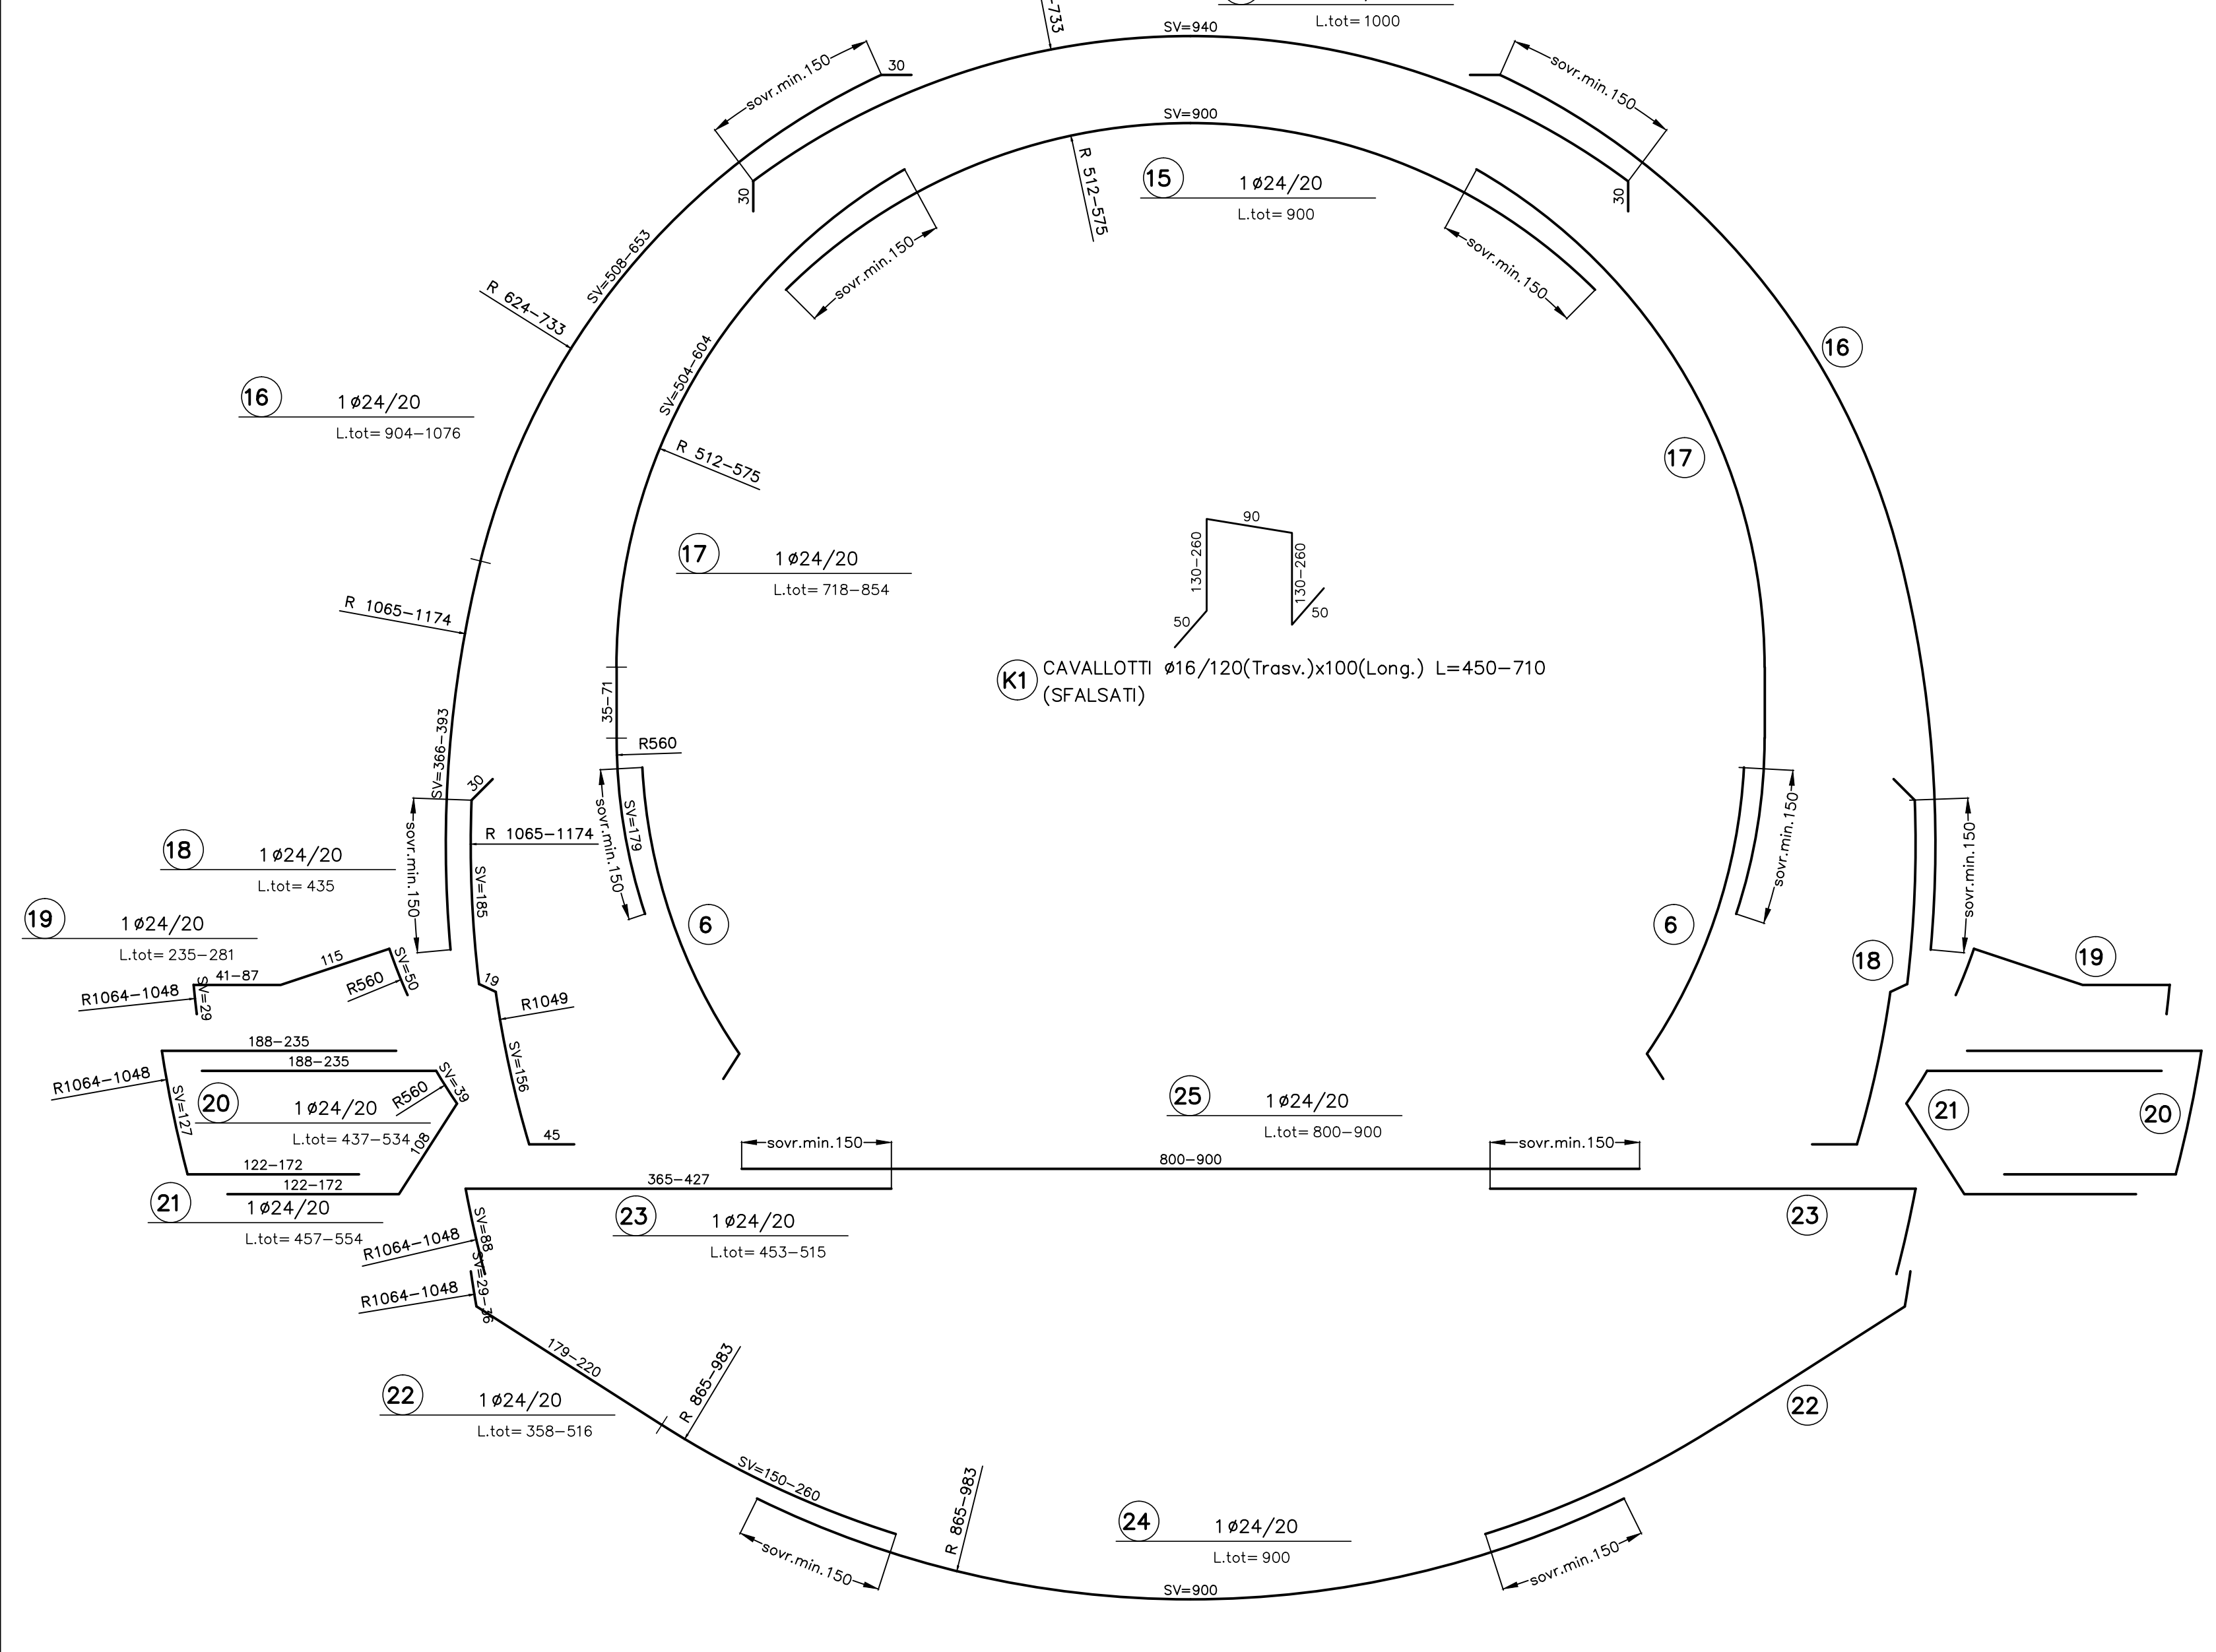 -733
L.tot= 1000
SV=940
sovr.min.150
30
30
sovr.min.150
30
SV=900
R 512-575
15 1ø24/20
L.tot= 900
sovr.min.150
sovr.min.150
SV=508-653
R 624-733
SV=504-604
R 512-575
16 1ø24/20
L.tot= 904-1076
16
17
17 1ø24/20
L.tot= 718-854
90
130-260
130-260
50
50
K1 CAVALLOTTI ø16/120(Trasv.)x100(Long.) L=450-710
(SFALSATI)
R 1065-1174
SV=366-393
35-71
R560
SV=179
sovr.min.150
sovr.min.150
30
R 1065-1174
sovr.min.150
sovr.min.150
SV=185
18 1ø24/20
L.tot= 435
19 1ø24/20
L.tot= 235-281
6
6
18
19
115
41-87
SV=50
R560
R1064-1048
SV=29
19
R1049
SV=156
45
188-235
188-235
R1064-1048
SV=127
SV=39
R560
20 1ø24/20
L.tot= 437-534
108
122-172
122-172
21 1ø24/20
L.tot= 457-554
21
20
25 1ø24/20
L.tot= 800-900
sovr.min.150
sovr.min.150
800-900
365-427
23 1ø24/20
L.tot= 453-515
23
SV=88
R1064-1048
SV=29-36
R1064-1048
179-220
R 865-983
22 1ø24/20
L.tot= 358-516
22
SV=150-260
R 865-983
sovr.min.150
sovr.min.150
24 1ø24/20
L.tot= 900
SV=900